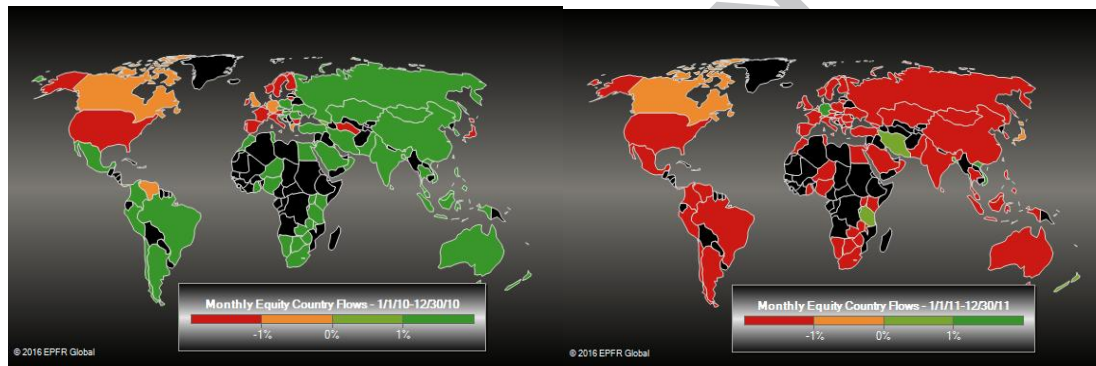 Monthly Equity Country Flows - 1/1/10-12/30/10
-1% 0% 1%
© 2016 EPFR Global
Monthly Equity Country Flows - 1/1/11-12/30/11
-1% 0% 1%
© 2016 EPFR Global